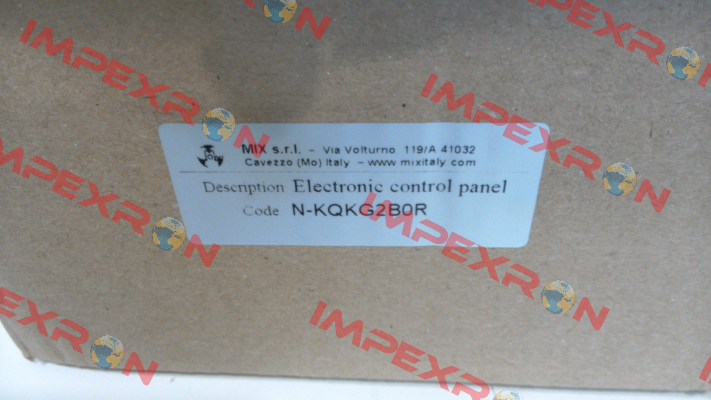 MIX s.r.l. - Via Volturno 119/A 41032
Cavezzo (Mo) Italy - www.mixitaly.com
Description Electronic control panel
Code N-KQKG2B0R
IMPEXRON
IMPEXRON
IMPEXRON
IMPEXRON
IMPEXRON
IMPEXRON
IMPEXRON